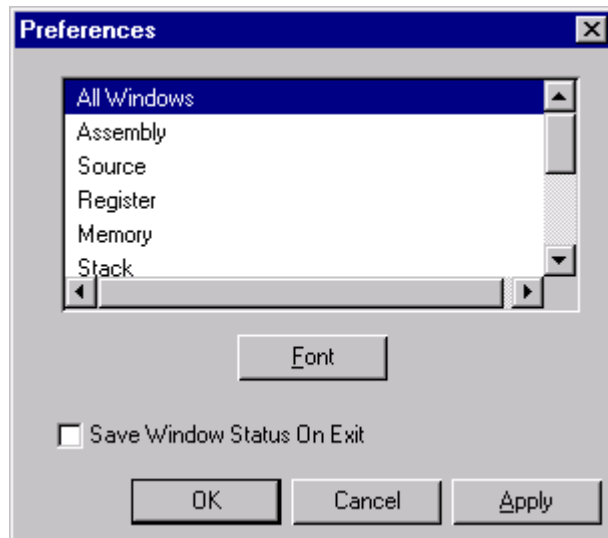 Preferences
All Windows
Assembly
Source
Register
Memory
Stack
Font
Save Window Status On Exit
OK Cancel Apply